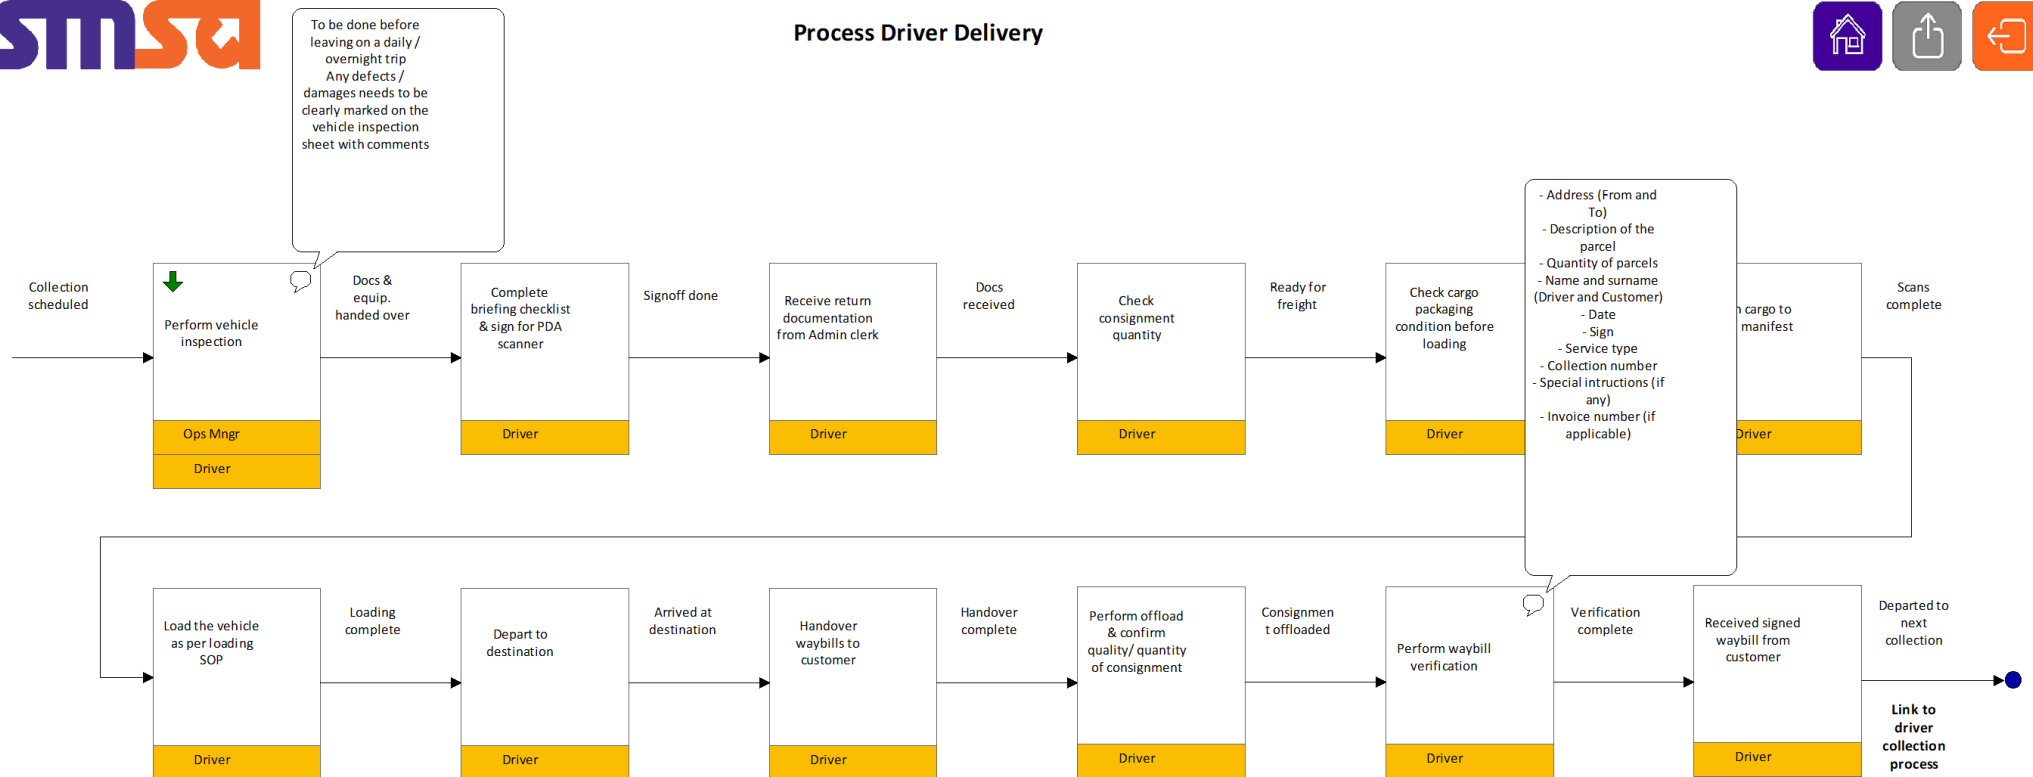 smsa
Process Driver Delivery
To be done before
leaving on a daily /
overnight trip
Any defects /
damages needs to be
clearly marked on the
vehicle inspection
sheet with comments
Collection
scheduled
Perform vehicle
inspection
Ops Mngr
Driver
Docs &
equip.
handed over
Complete
briefing checklist
& sign for PDA
scanner
Driver
Signoff done
Receive return
documentation
from Admin clerk
Driver
Docs
received
Check
consignment
quantity
Driver
Ready for
freight
Check cargo
packaging
condition before
loading
Driver
- Address (From and
To)
- Description of the
parcel
- Quantity of parcels
- Name and surname
(Driver and Customer)
- Date
- Sign
- Service type
- Collection number
- Special intructions (if
any)
- Invoice number (if
applicable)
cargo to
manifest
Driver
Scans
complete
Load the vehicle
as per loading
SOP
Driver
Loading
complete
Depart to
destination
Driver
Arrived at
destination
Handover
waybills to
customer
Driver
Handover
complete
Perform offload
& confirm
quality/ quantity
of consignment
Driver
Consignmen
t offloaded
Perform waybill
verification
Driver
Verification
complete
Received signed
waybill from
customer
Driver
Departed to
next
collection
Link to
driver
collection
process